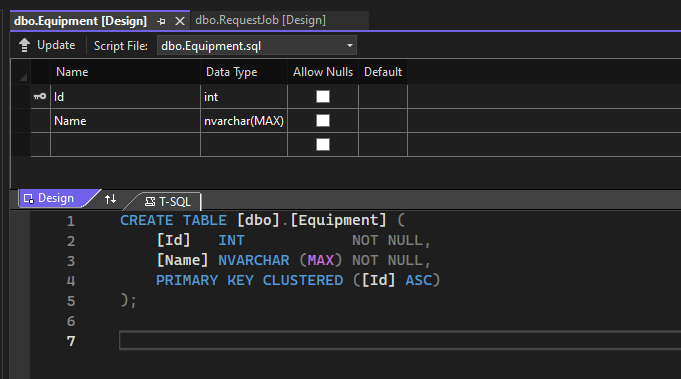 dbo.Equipment [Design] dbo.RequestJob [Design]
Update Script File: dbo.Equipment.sql
Name Data Type Allow Nulls Default
Id int
Name nvarchar(MAX)
Design T-SQL
1 CREATE TABLE [dbo].[Equipment] (
2 [Id] INT NOT NULL,
3 [Name] NVARCHAR (MAX) NOT NULL,
4 PRIMARY KEY CLUSTERED ([Id] ASC)
5 );
6
7